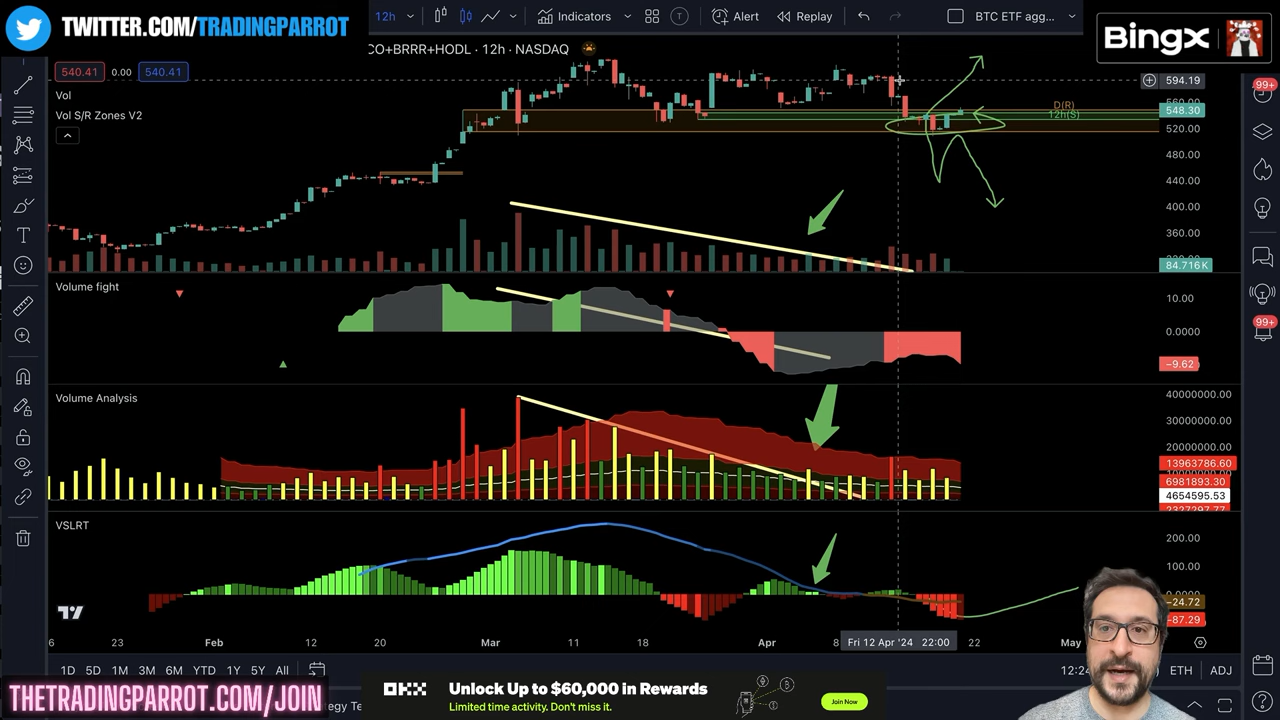 TWITTER.COM/TRADINGPARROT
12h
Indicators
Alert
Replay
BTC ETF agg...
BingX
CO+BRRR+HODL · 12h · NASDAQ
540.41
0.00
540.41
Vol
Vol S/R Zones V2
594.19
D(R)
12h(S)
548.30
520.00
480.00
440.00
400.00
360.00
84.716K
99+
Volume fight
10.00
0.0000
−9.62
99+
Volume Analysis
40000000.00
30000000.00
20000000.00
13963786.60
6981893.30
4654595.53
2327297.77
VSLRT
200.00
100.00
0.0000
−24.72
−87.29
6
23
Feb
12
20
Mar
11
18
Apr
8
Fri 12 Apr '24
22:00
22
May
1D
5D
1M
3M
6M
YTD
1Y
5Y
All
12:24
ETH
ADJ
THETRADINGPARROT.COM/JOIN
OKX
Unlock Up to $60,000 in Rewards
Limited time activity. Don't miss it.
Join Now